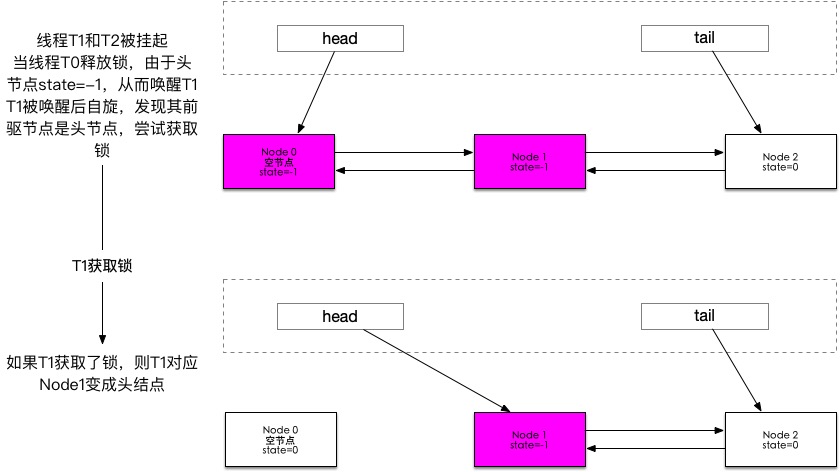 线程T1和T2被挂起
当线程T0释放锁，由于头
节点state=-1，从而唤醒T1
T1被唤醒后自旋，发现其前
驱节点是头节点，尝试获取
锁
head
tail
Node 0
空节点
state=-1
Node 1
state=-1
Node 2
state=0
T1获取锁
如果T1获取了锁，则T1对应
Node1变成头结点
head
tail
Node 0
空节点
state=0
Node 1
state=-1
Node 2
state=0